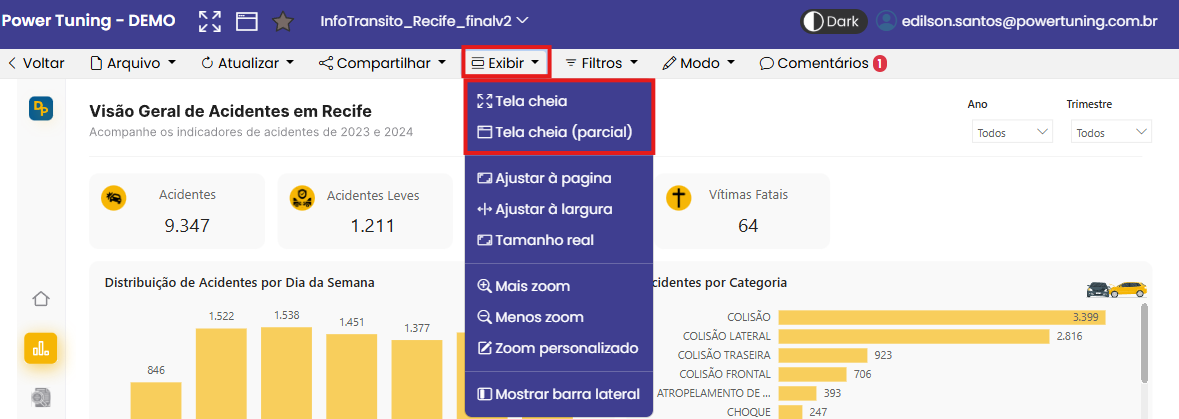 Power Tuning - DEMO
InfoTransito_Recife_finalv2
Dark
edilson.santos@powertuning.com.br
Voltar
Arquivo
Atualizar
Compartilhar
Exibir
Filtros
Modo
Comentários 1
Tela cheia
Tela cheia (parcial)
Ajustar à pagina
Ajustar à largura
Tamanho real
Mais zoom
Menos zoom
Zoom personalizado
Mostrar barra lateral
DP
Visão Geral de Acidentes em Recife
Acompanhe os indicadores de acidentes de 2023 e 2024
Ano
Todos
Trimestre
Todos
Acidentes
9.347
Acidentes Leves
1.211
Vítimas Fatais
64
Distribuição de Acidentes por Dia da Semana
846
1.522
1.538
1.451
1.377
cidentes por Categoria
COLISÃO 3.399
COLISÃO LATERAL 2.816
COLISÃO TRASEIRA 923
COLISÃO FRONTAL 706
ATROPELAMENTO DE ... 393
CHOQUE 247